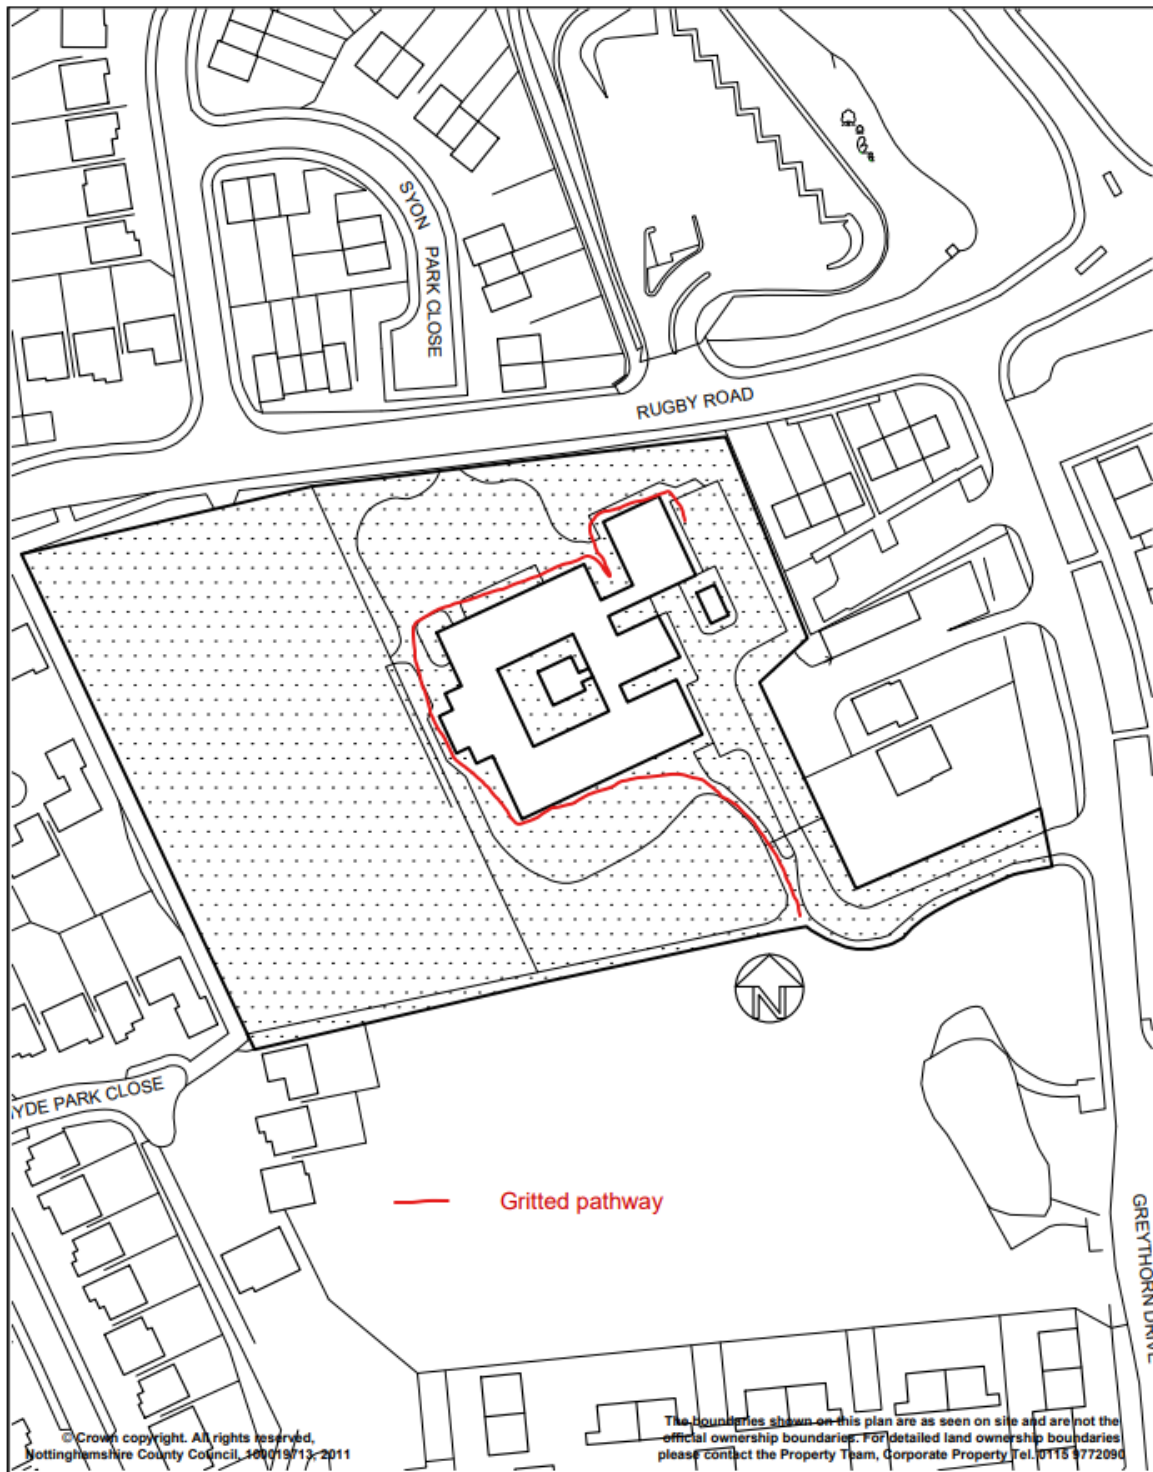 SYON PARK CLOSE
RUGBY ROAD
N
YDE PARK CLOSE
Gritted pathway
GREYTHORN DRIVE
© Crown copyright. All rights reserved,
Nottinghamshire County Council, 100019713, 2011
The boundaries shown on this plan are as seen on site and are not the
official ownership boundaries. For detailed land ownership boundaries
please contact the Property Team, Corporate Property Tel. 0115 9772090